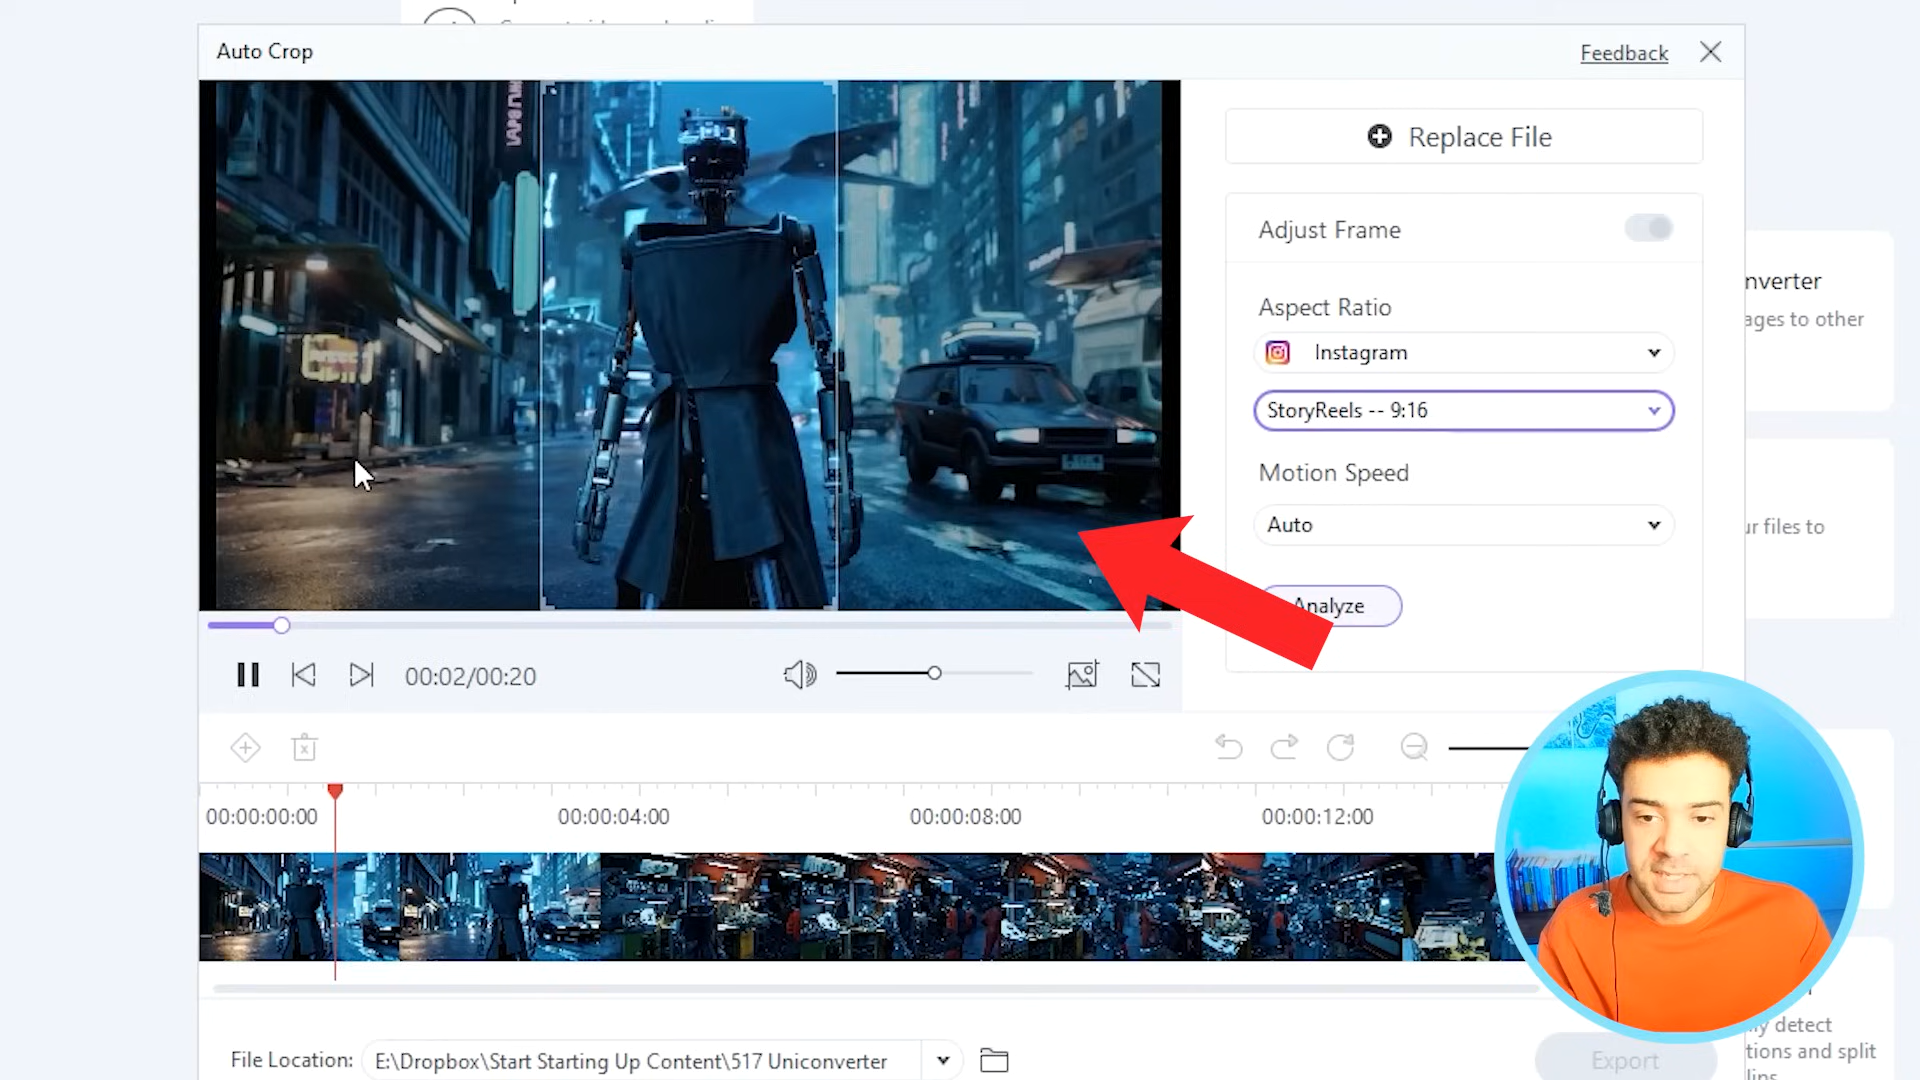 Auto Crop
Feedback
Replace File
Adjust Frame
Aspect Ratio
Instagram
StoryReels -- 9:16
Motion Speed
Auto
Analyze
00:02/00:20
00:00:00:00
00:00:04:00
00:00:08:00
00:00:12:00
File Location:
E:\Dropbox\Start Starting Up Content\517 Uniconverter
Export
nverter
ages to other
ur files to
ly detect
tions and split